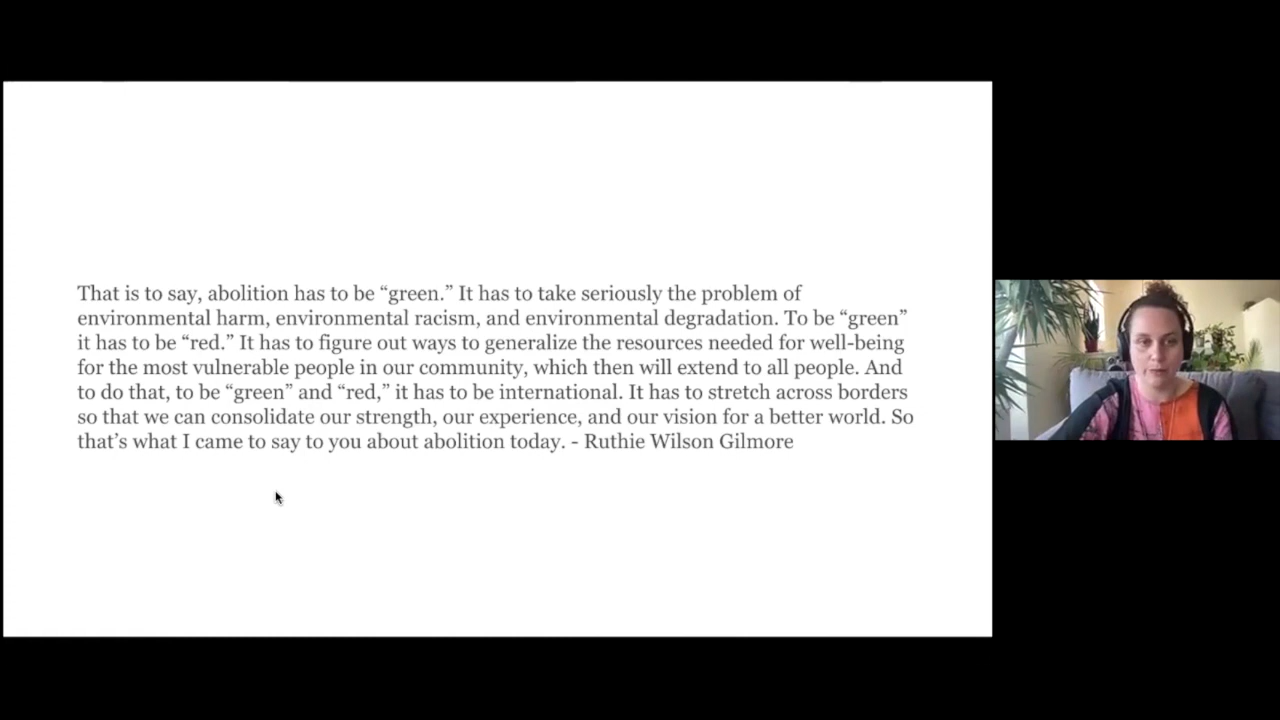 That is to say, abolition has to be “green.” It has to take seriously the problem of
environmental harm, environmental racism, and environmental degradation. To be “green”
it has to be “red.” It has to figure out ways to generalize the resources needed for well-being
for the most vulnerable people in our community, which then will extend to all people. And
to do that, to be “green” and “red,” it has to be international. It has to stretch across borders
so that we can consolidate our strength, our experience, and our vision for a better world. So
that’s what I came to say to you about abolition today. - Ruthie Wilson Gilmore